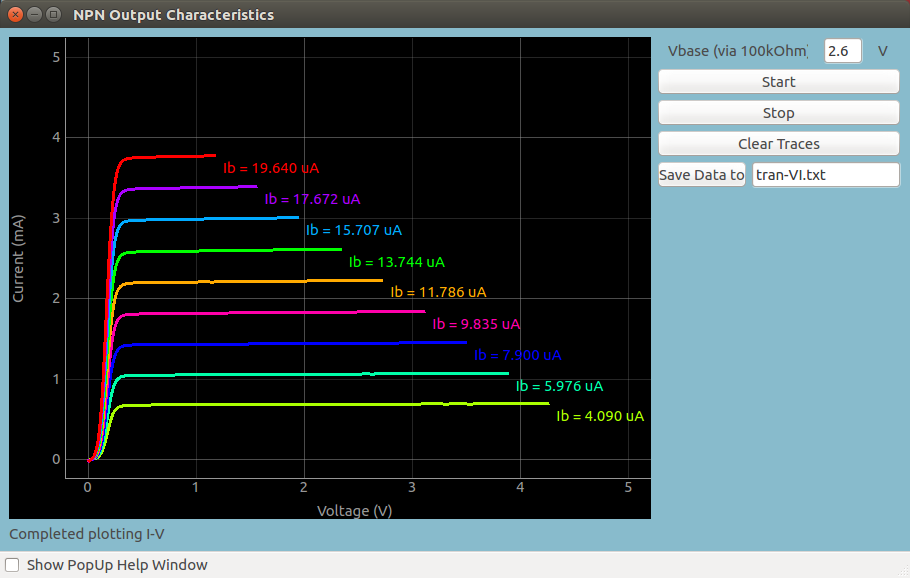 NPN Output Characteristics
5
4
3
2
1
0
Current (mA)
Ib = 19.640 uA
Ib = 17.672 uA
Ib = 15.707 uA
Ib = 13.744 uA
Ib = 11.786 uA
Ib = 9.835 uA
Ib = 7.900 uA
Ib = 5.976 uA
Ib = 4.090 uA
0 1 2 3 4 5
Voltage (V)
Vbase (via 100kOhm) 2.6 V
Start
Stop
Clear Traces
Save Data to tran-VI.txt
Completed plotting I-V
Show PopUp Help Window